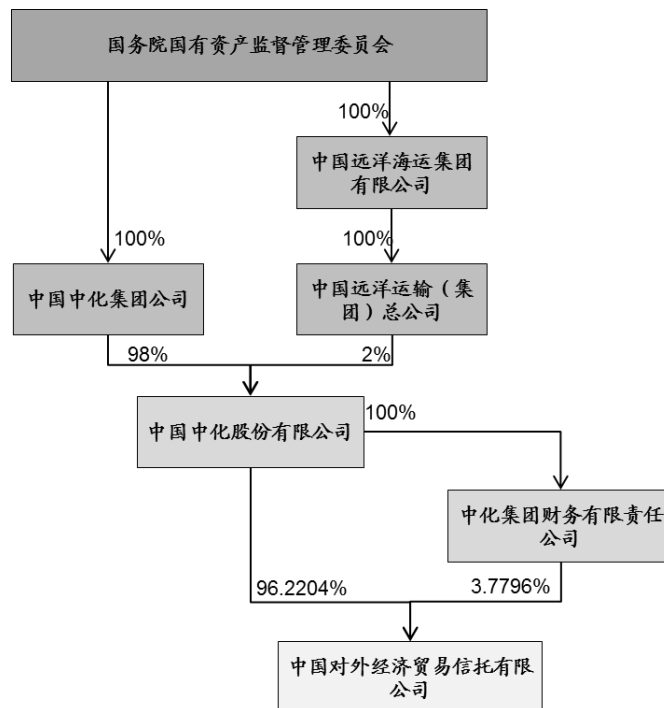 国务院国有资产监督管理委员会
100%
中国远洋海运集团
有限公司
100%
100%
中国中化集团公司
中国远洋运输（集
团）总公司
98%
2%
中国中化股份有限公司
100%
中化集团财务有限责任
公司
96.2204%
3.7796%
中国对外经济贸易信托有限
公司